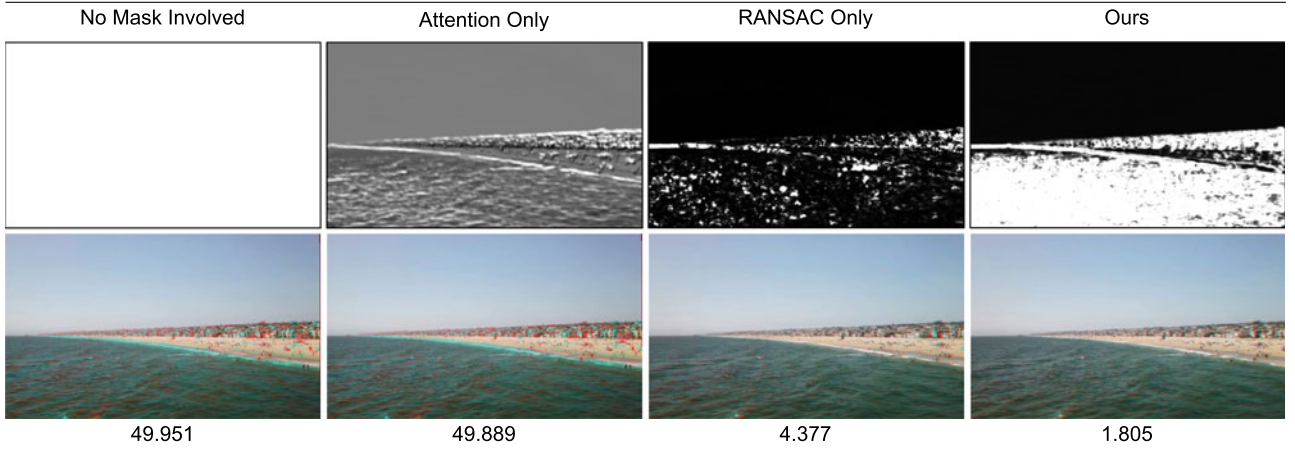 No Mask Involved
Attention Only
RANSAC Only
Ours
49.951
49.889
4.377
1.805